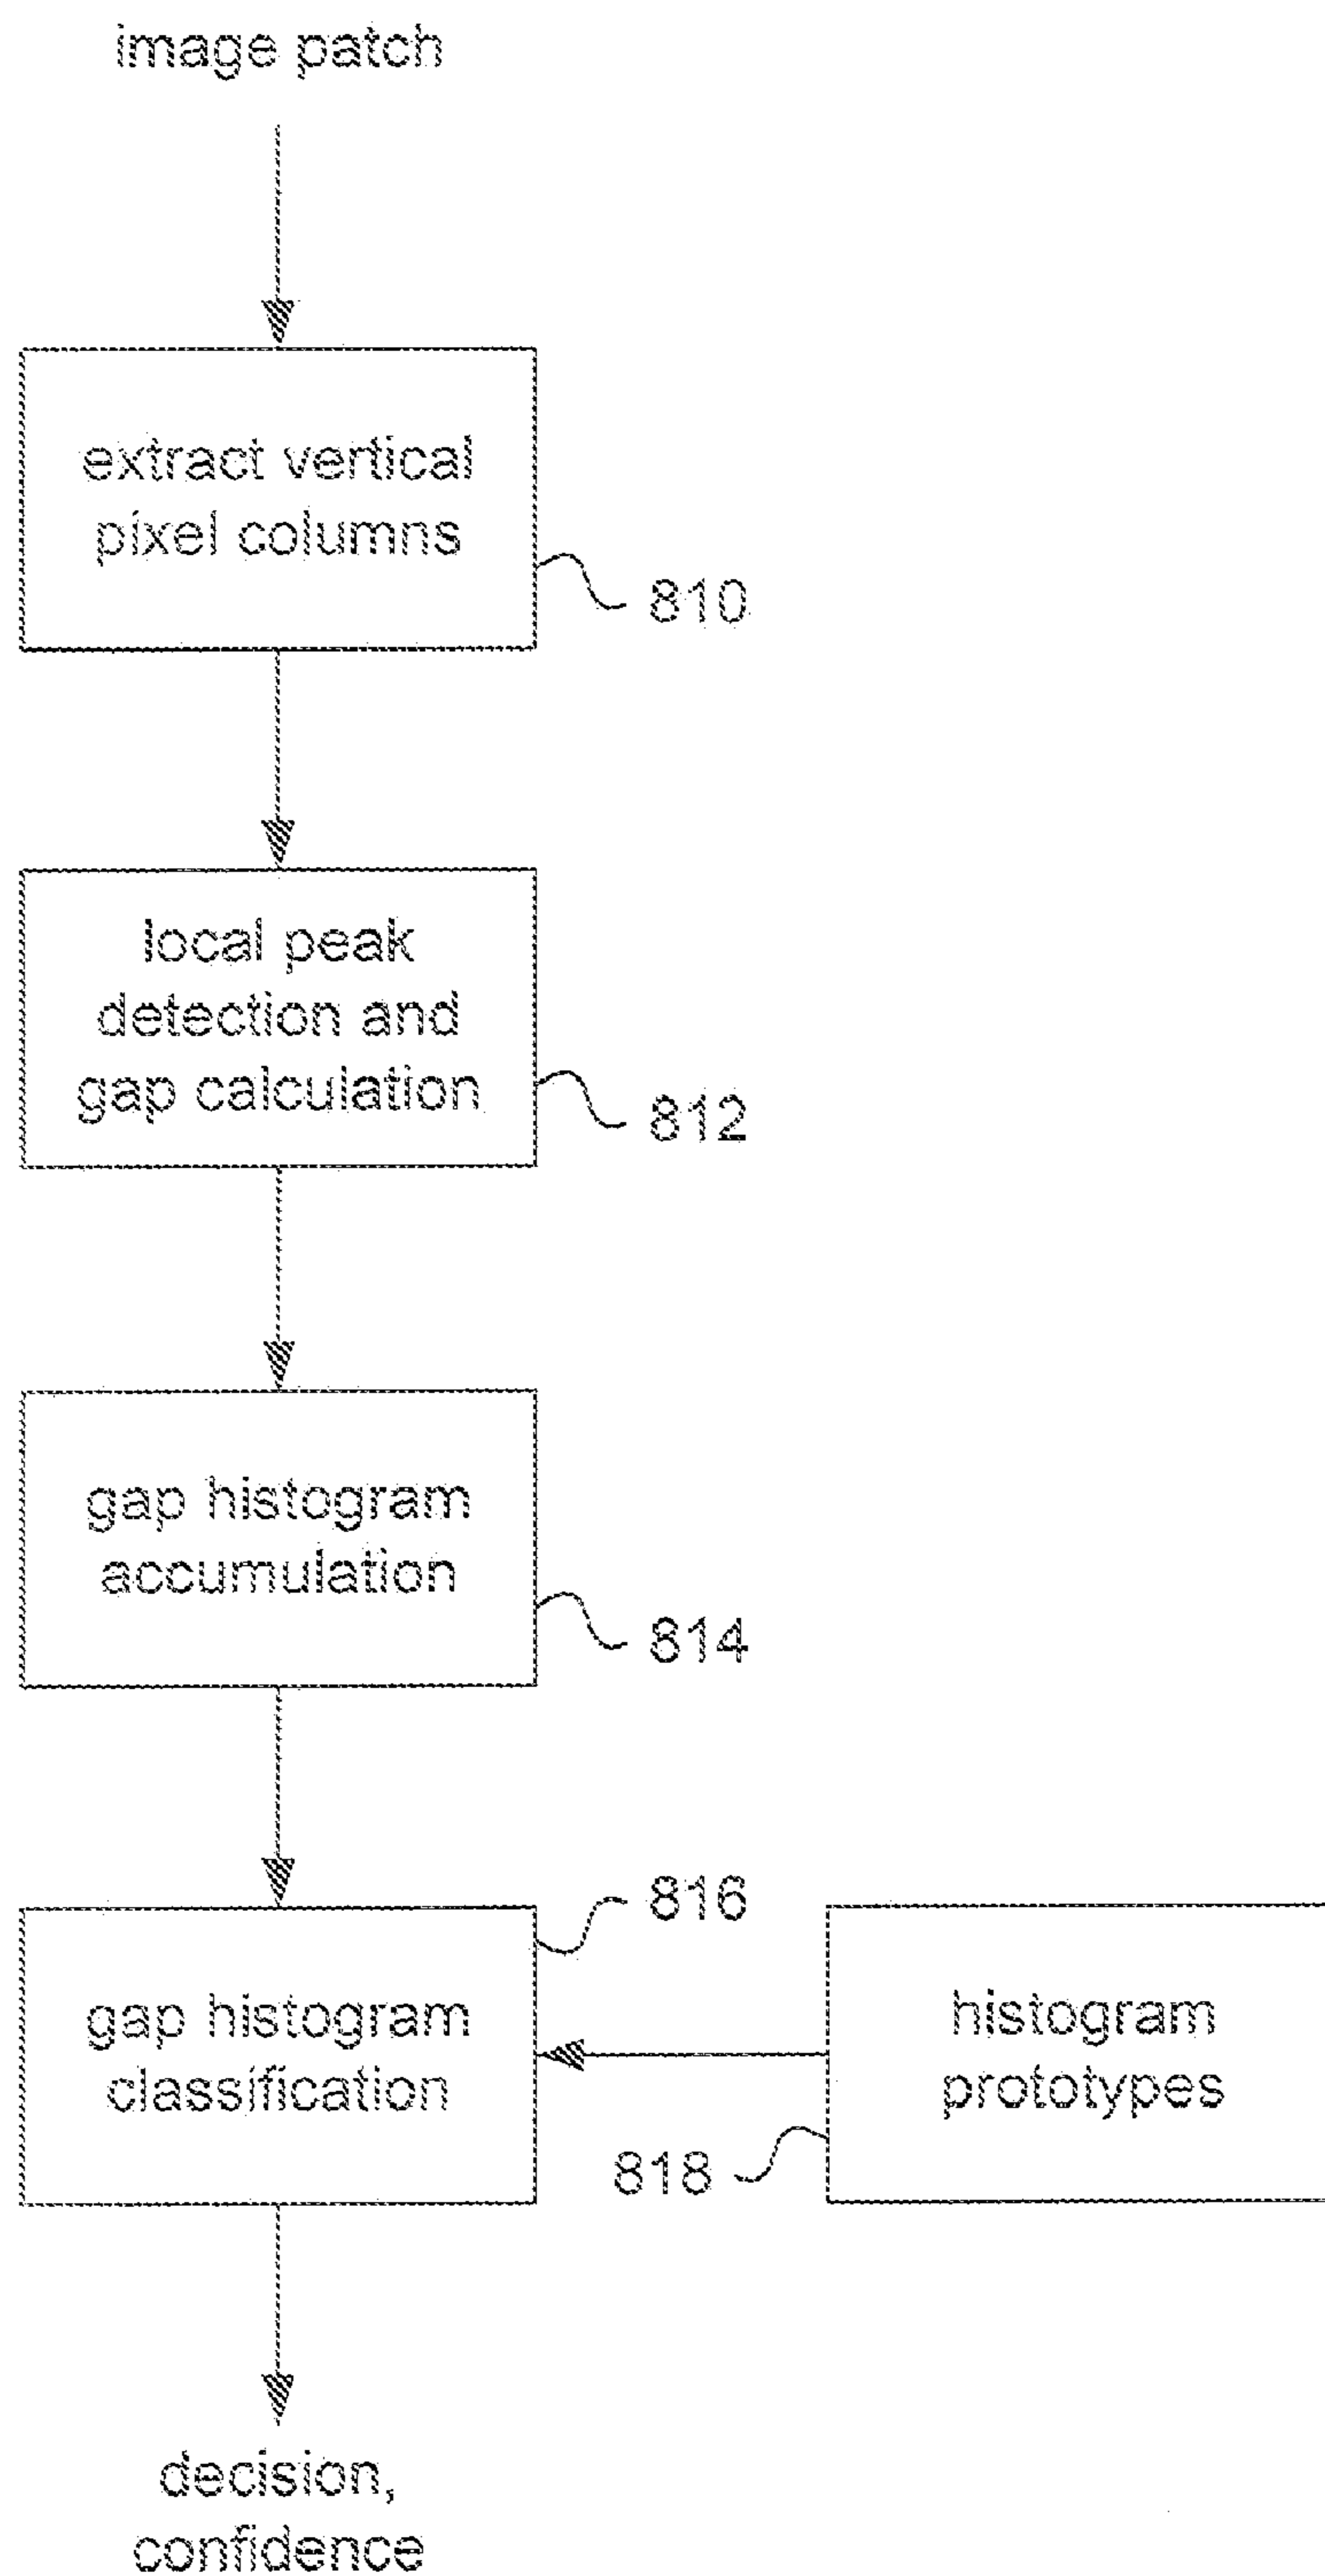 image patch
extract vertical
pixel columns
810
local peak
detection and
gap calculation
812
gap histogram
accumulation
814
816
gap histogram
classification
histogram
prototypes
818
decision,
confidence